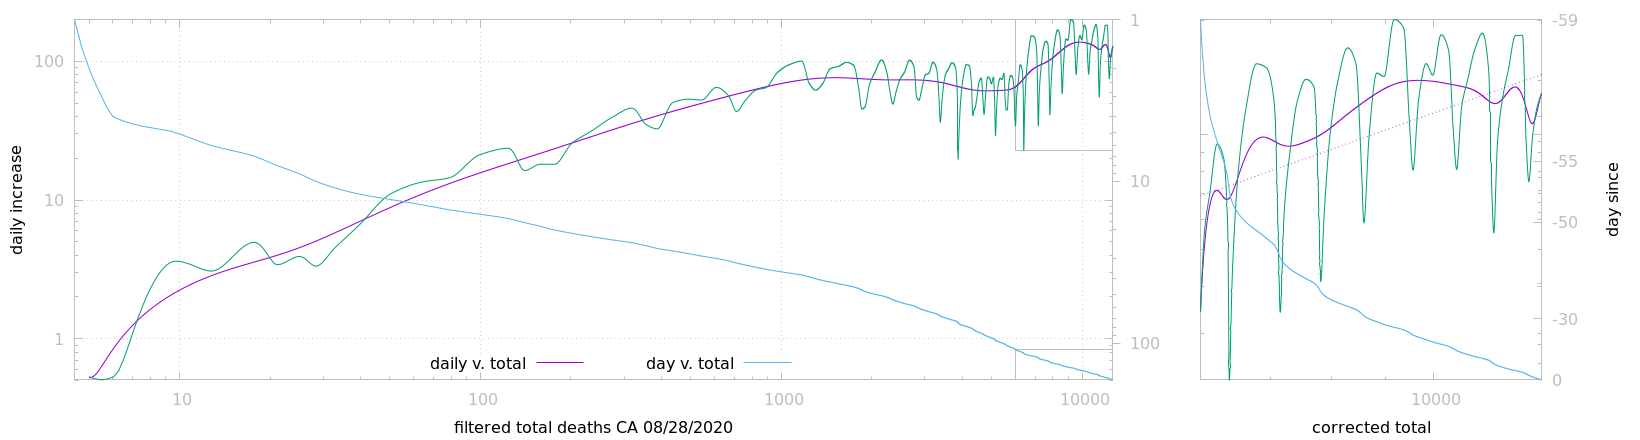 daily increase
100
10
1
daily v. total
day v. total
10
100
1000
10000
filtered total deaths CA 08/28/2020
1
10
100
10000
corrected total
-59
-55
-50
-30
0
day since